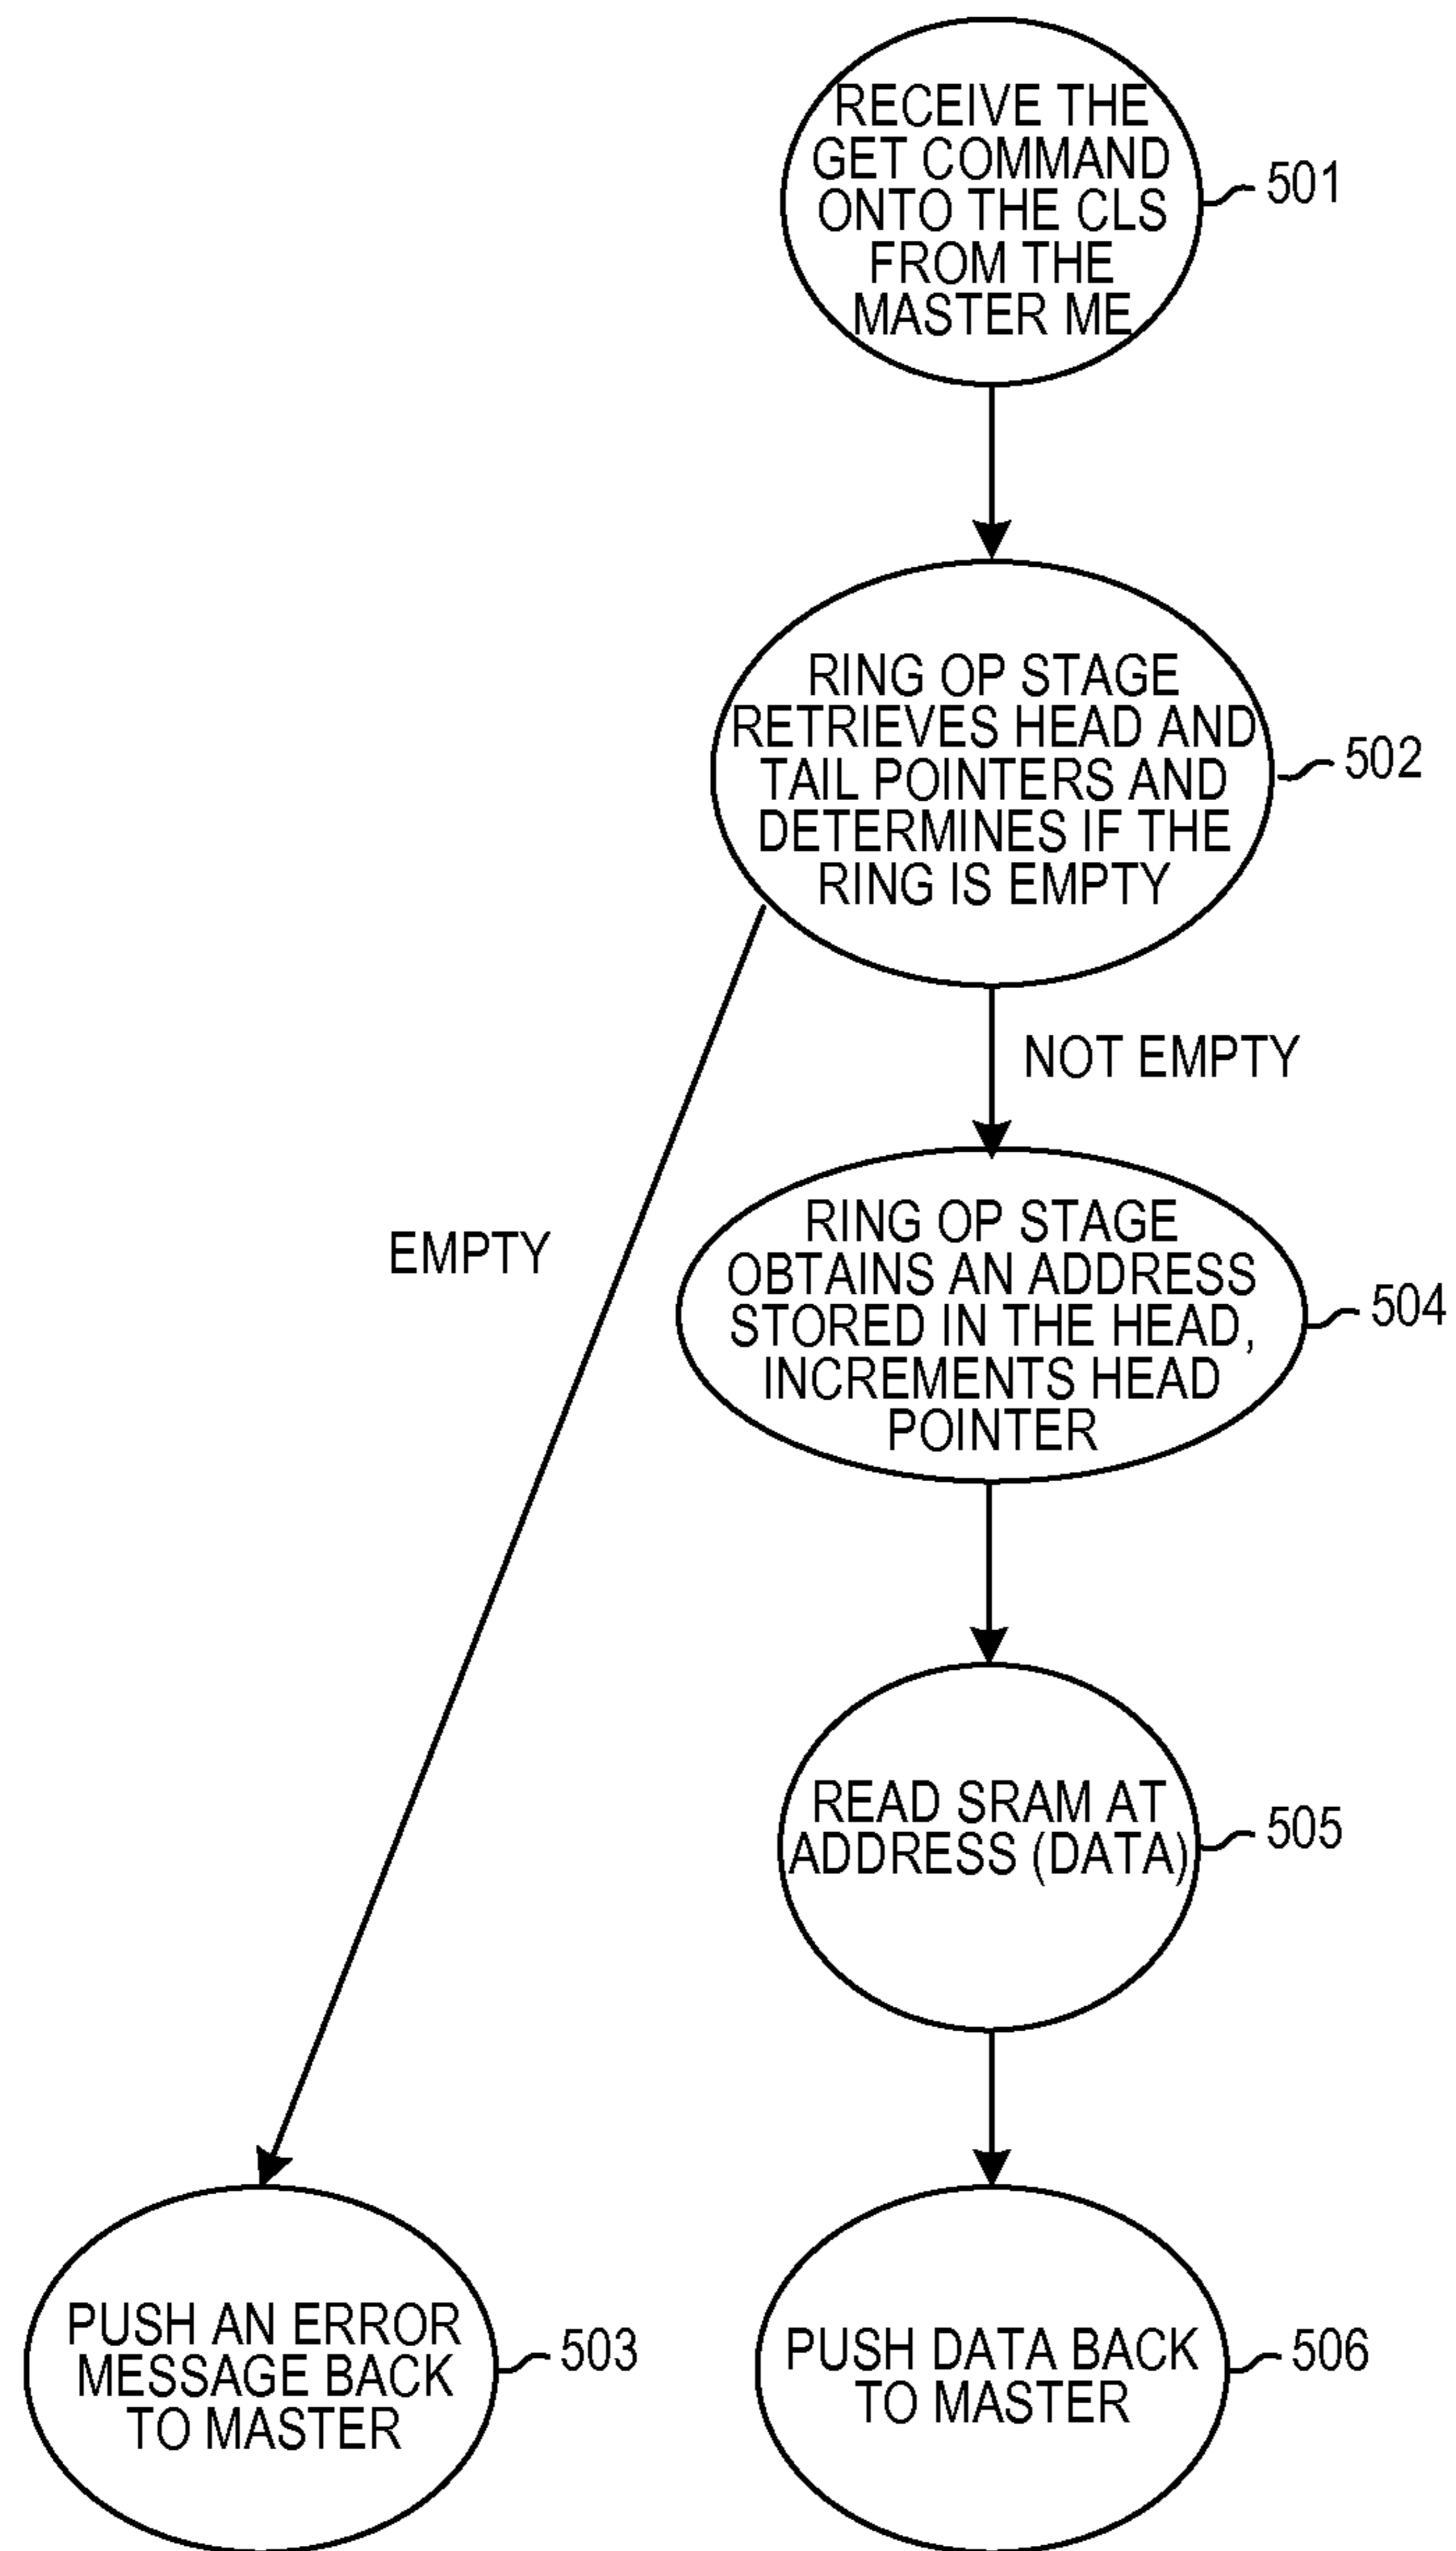 RECEIVE THE
GET COMMAND
ONTO THE CLS
FROM THE
MASTER ME
501
RING OP STAGE
RETRIEVES HEAD AND
TAIL POINTERS AND
DETERMINES IF THE
RING IS EMPTY
502
NOT EMPTY
EMPTY
RING OP STAGE
OBTAINS AN ADDRESS
STORED IN THE HEAD,
INCREMENTS HEAD
POINTER
504
READ SRAM AT
ADDRESS (DATA)
505
PUSH AN ERROR
MESSAGE BACK
TO MASTER
503
PUSH DATA BACK
TO MASTER
506